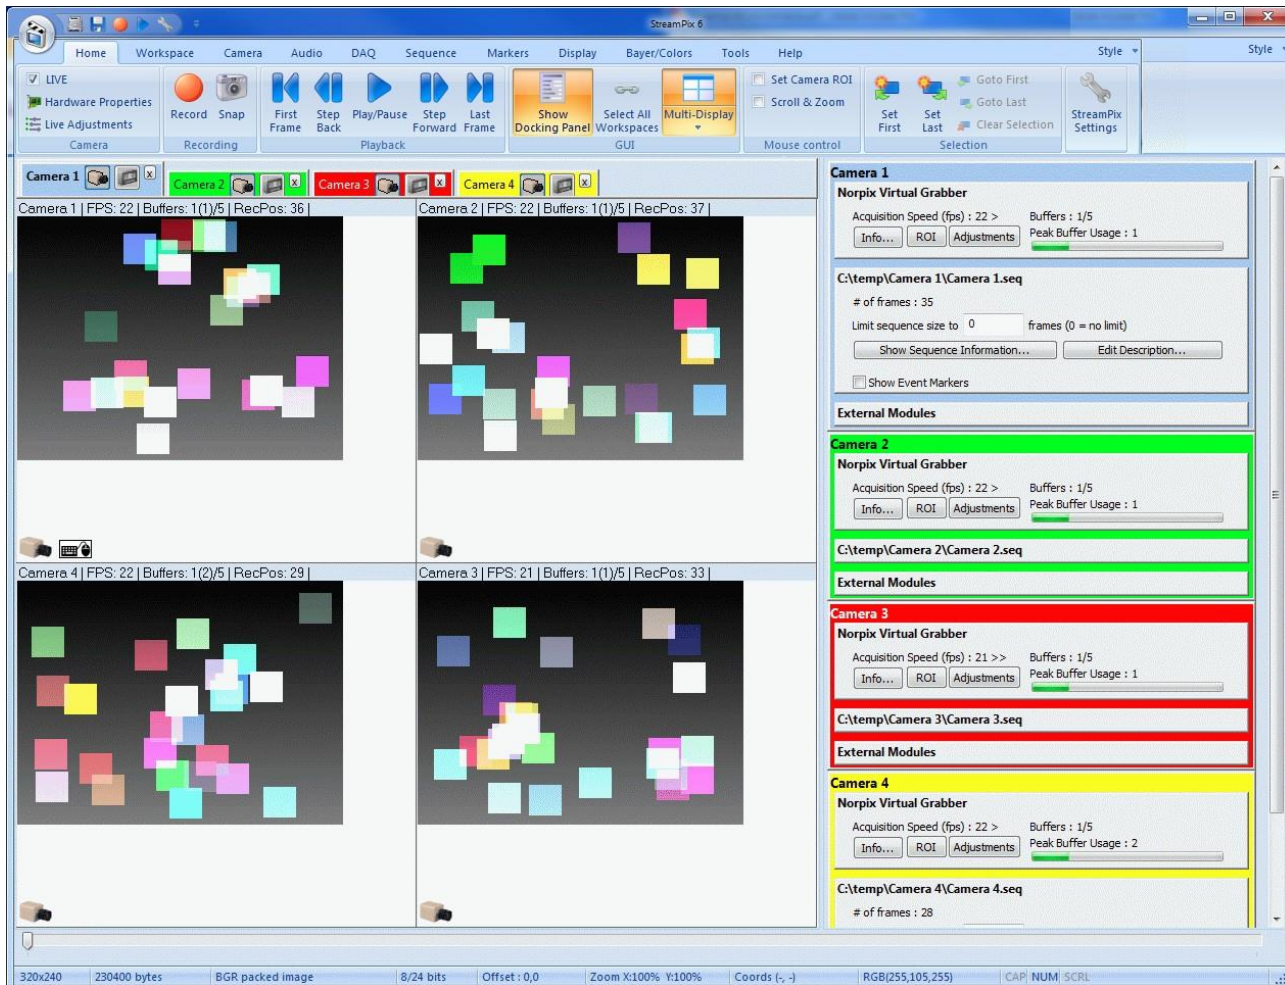 StreamPix 6
Home Workspace Camera Audio DAQ Sequence Markers Display Bayer/Colors Tools Help Style Style
LIVE
Hardware Properties
Live Adjustments
Camera
Record Snap
Recording
First Frame Step Back Play/Pause Step Forward Last Frame
Playback
Show Docking Panel Select All Workspaces Multi-Display
GUI
Set Camera ROI
Scroll & Zoom
Mouse control
Set First Set Last
Goto First
Goto Last
Clear Selection
Selection
StreamPix Settings
Camera 1 x Camera 2 x Camera 3 x Camera 4 x
Camera 1 | FPS: 22 | Buffers: 1(1)/5 | RecPos: 36 |
Camera 2 | FPS: 22 | Buffers: 1(1)/5 | RecPos: 37 |
Camera 4 | FPS: 22 | Buffers: 1(2)/5 | RecPos: 29 |
Camera 3 | FPS: 21 | Buffers: 1(1)/5 | RecPos: 33 |
Camera 1
Norpix Virtual Grabber
Acquisition Speed (fps) : 22 > Buffers : 1/5
Info... ROI Adjustments Peak Buffer Usage : 1
C:\temp\Camera 1\Camera 1.seq
# of frames : 35
Limit sequence size to 0 frames (0 = no limit)
Show Sequence Information... Edit Description...
Show Event Markers
External Modules
Camera 2
Norpix Virtual Grabber
Acquisition Speed (fps) : 22 > Buffers : 1/5
Info... ROI Adjustments Peak Buffer Usage : 1
C:\temp\Camera 2\Camera 2.seq
External Modules
Camera 3
Norpix Virtual Grabber
Acquisition Speed (fps) : 21 >> Buffers : 1/5
Info... ROI Adjustments Peak Buffer Usage : 1
C:\temp\Camera 3\Camera 3.seq
External Modules
Camera 4
Norpix Virtual Grabber
Acquisition Speed (fps) : 22 > Buffers : 1/5
Info... ROI Adjustments Peak Buffer Usage : 2
C:\temp\Camera 4\Camera 4.seq
# of frames : 28
320x240 230400 bytes BGR packed image 8/24 bits Offset : 0,0 Zoom X:100% Y:100% Coords (-, -) RGB(255,105,255) CAP NUM SCRL